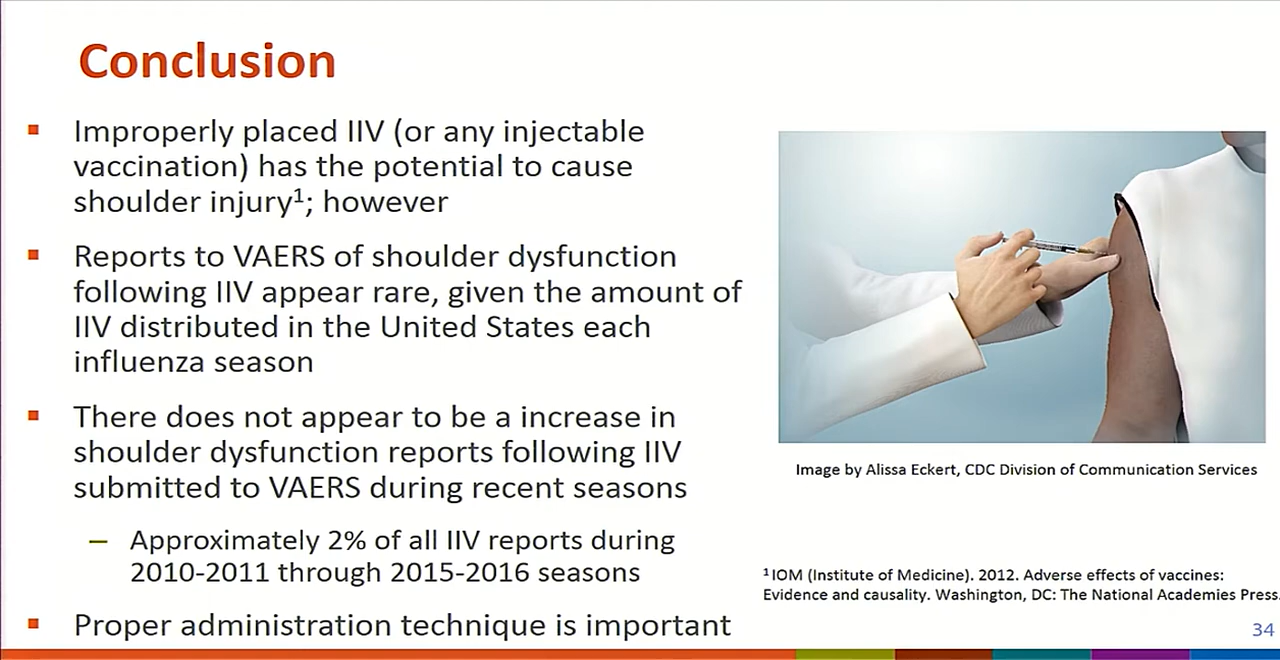 Conclusion
▪ Improperly placed IIV (or any injectable
vaccination) has the potential to cause
shoulder injury¹; however
▪ Reports to VAERS of shoulder dysfunction
following IIV appear rare, given the amount of
IIV distributed in the United States each
influenza season
▪ There does not appear to be a increase in
shoulder dysfunction reports following IIV
submitted to VAERS during recent seasons
– Approximately 2% of all IIV reports during
2010-2011 through 2015-2016 seasons
▪ Proper administration technique is important
Image by Alissa Eckert, CDC Division of Communication Services
¹ IOM (Institute of Medicine). 2012. Adverse effects of vaccines:
Evidence and causality. Washington, DC: The National Academies Press.
34